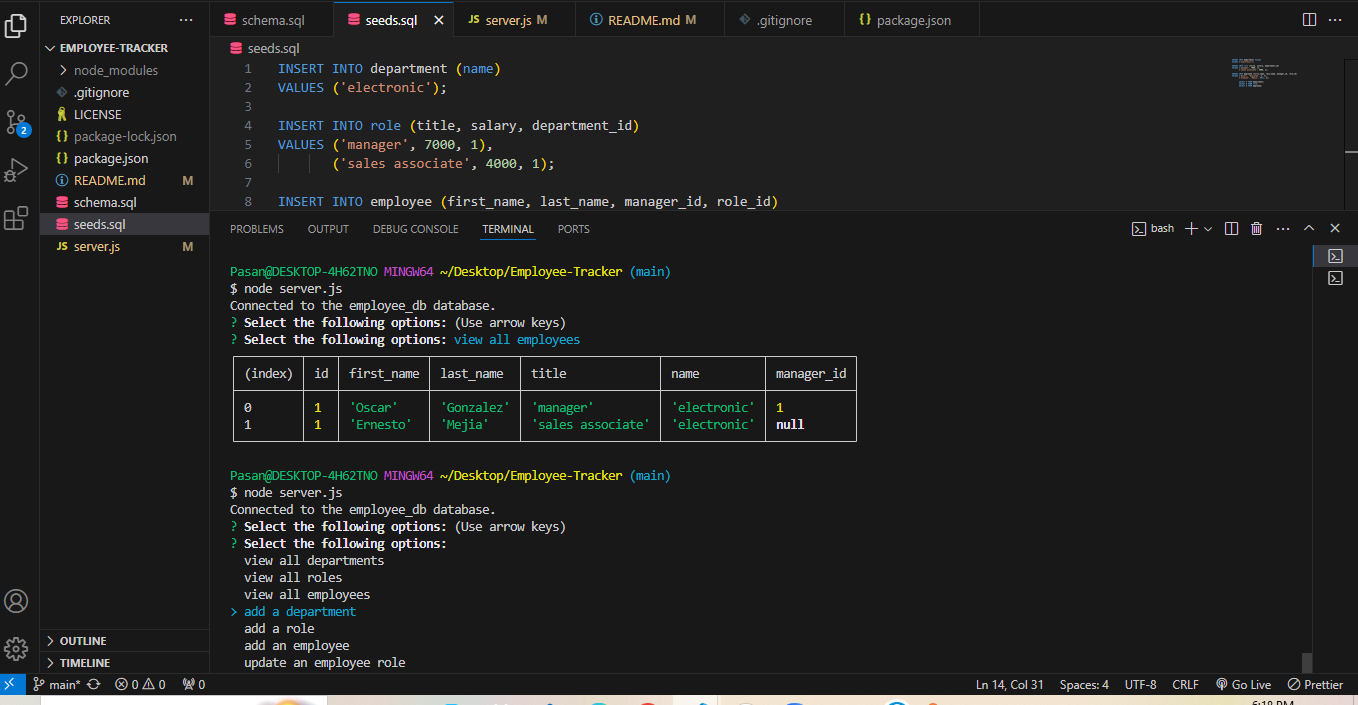 EXPLORER
schema.sql
seeds.sql
JS server.js M
README.md M
.gitignore
{} package.json
EMPLOYEE-TRACKER
node_modules
.gitignore
LICENSE
{} package-lock.json
{} package.json
README.md M
schema.sql
seeds.sql
JS server.js M
2
OUTLINE
TIMELINE
seeds.sql
1 INSERT INTO department (name)
2 VALUES ('electronic');
3
4 INSERT INTO role (title, salary, department_id)
5 VALUES ('manager', 7000, 1),
6 ('sales associate', 4000, 1);
7
8 INSERT INTO employee (first_name, last_name, manager_id, role_id)
PROBLEMS OUTPUT DEBUG CONSOLE TERMINAL PORTS
bash
Pasan@DESKTOP-4H62TNO MINGW64 ~/Desktop/Employee-Tracker (main)
$ node server.js
Connected to the employee_db database.
? Select the following options: (Use arrow keys)
? Select the following options: view all employees
(index) id first_name last_name title name manager_id
0 1 'Oscar' 'Gonzalez' 'manager' 'electronic' 1
1 1 'Ernesto' 'Mejia' 'sales associate' 'electronic' null
Pasan@DESKTOP-4H62TNO MINGW64 ~/Desktop/Employee-Tracker (main)
$ node server.js
Connected to the employee_db database.
? Select the following options: (Use arrow keys)
? Select the following options:
view all departments
view all roles
view all employees
> add a department
add a role
add an employee
update an employee role
main* 0 0 0
Ln 14, Col 31 Spaces: 4 UTF-8 CRLF Go Live Prettier